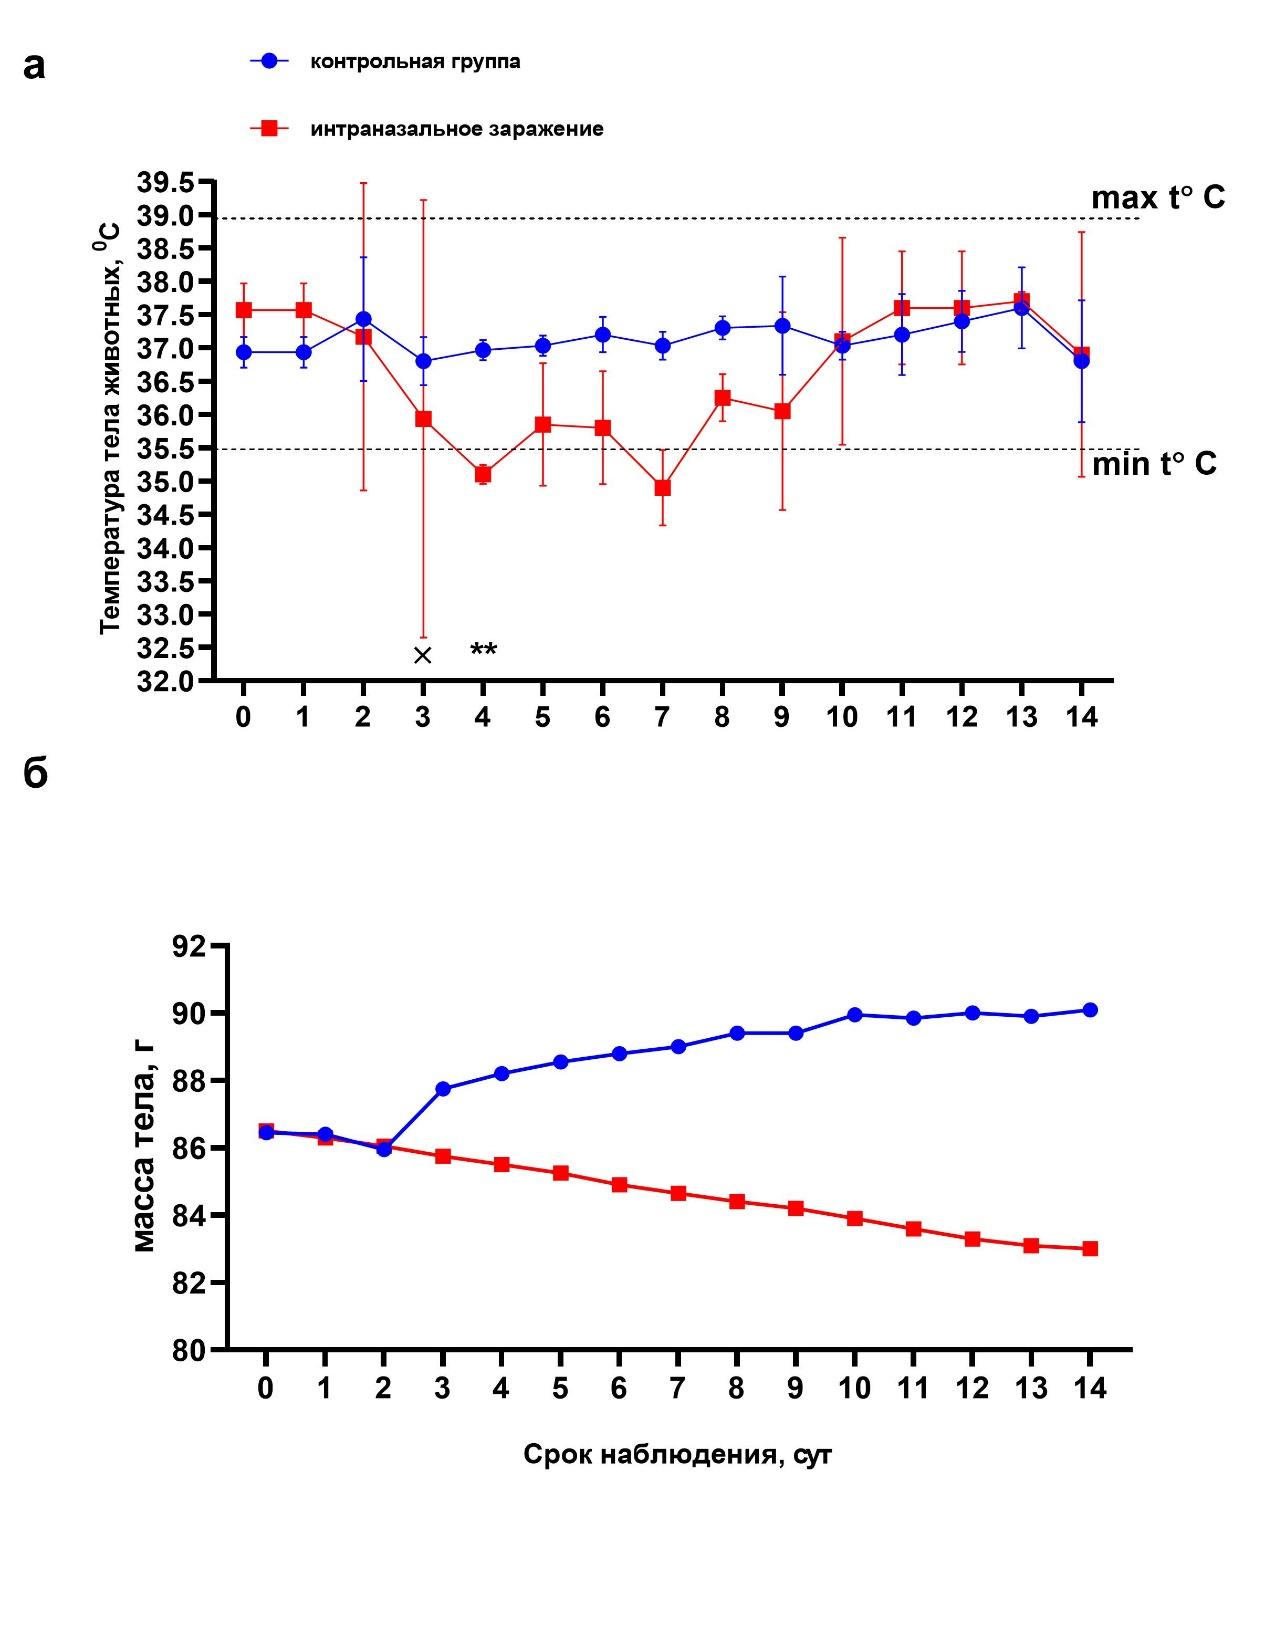 а
контрольная группа
интраназальное заражение
Температура тела животных, ⁰С
39.5
39.0
38.5
38.0
37.5
37.0
36.5
36.0
35.5
35.0
34.5
34.0
33.5
33.0
32.5
32.0
max t° C
min t° C
× **
0 1 2 3 4 5 6 7 8 9 10 11 12 13 14
б
масса тела, г
92
90
88
86
84
82
80
0 1 2 3 4 5 6 7 8 9 10 11 12 13 14
Срок наблюдения, сут